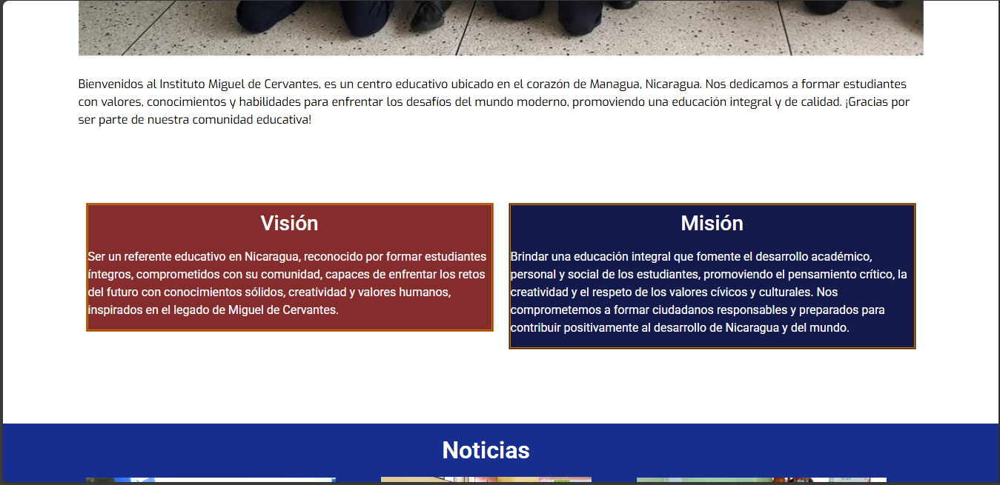 Bienvenidos al Instituto Miguel de Cervantes, es un centro educativo ubicado en el corazón de Managua, Nicaragua. Nos dedicamos a formar estudiantes
con valores, conocimientos y habilidades para enfrentar los desafíos del mundo moderno, promoviendo una educación integral y de calidad. ¡Gracias por
ser parte de nuestra comunidad educativa!
Visión
Ser un referente educativo en Nicaragua, reconocido por formar estudiantes
íntegros, comprometidos con su comunidad, capaces de enfrentar los retos
del futuro con conocimientos sólidos, creatividad y valores humanos,
inspirados en el legado de Miguel de Cervantes.
Misión
Brindar una educación integral que fomente el desarrollo académico,
personal y social de los estudiantes, promoviendo el pensamiento crítico, la
creatividad y el respeto de los valores cívicos y culturales. Nos
comprometemos a formar ciudadanos responsables y preparados para
contribuir positivamente al desarrollo de Nicaragua y del mundo.
Noticias